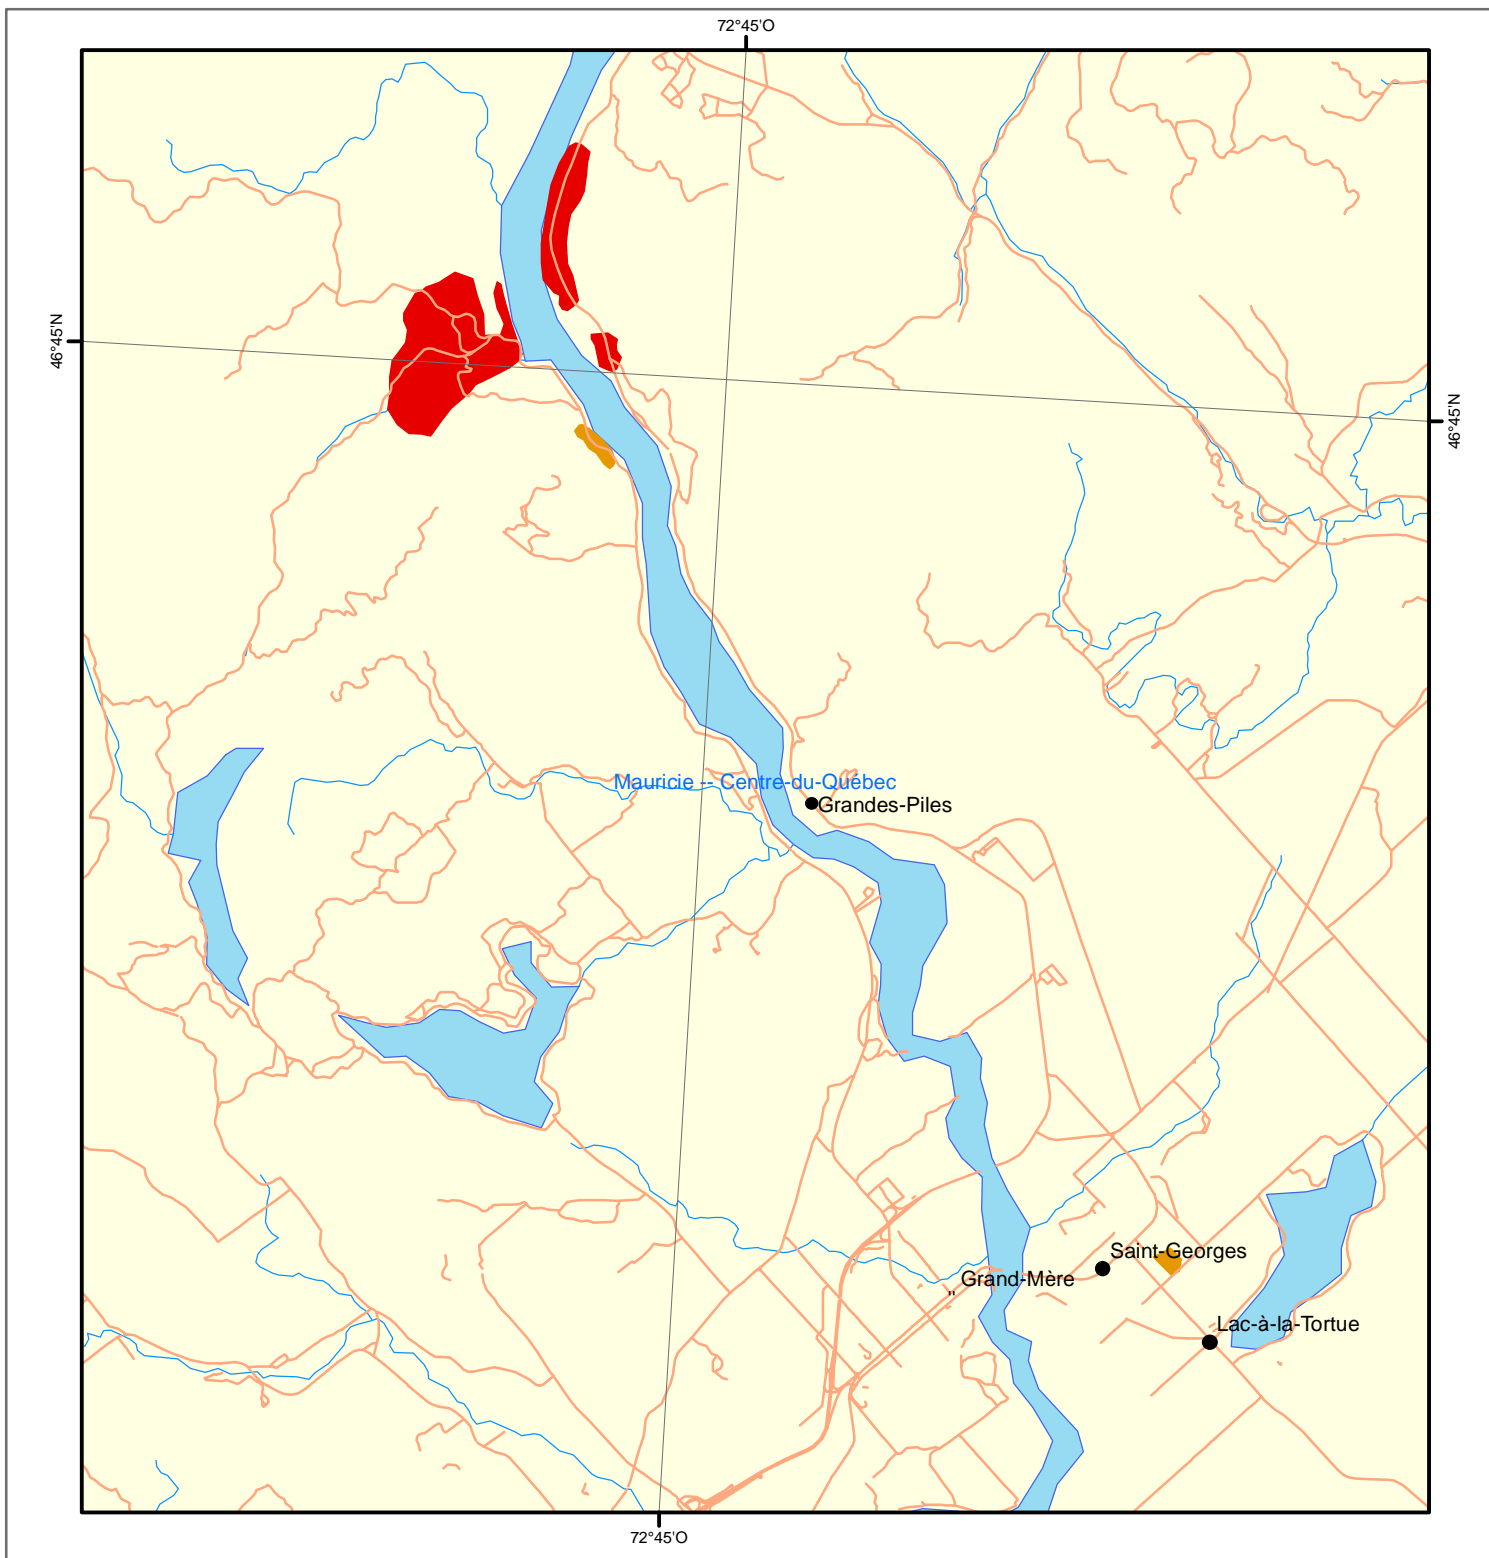 72°45'O
46°45'N
46°45'N
Mauricie -- Centre-du-Québec
Grandes-Piles
Saint-Georges
Grand-Mère
"
Lac-à-la-Tortue
72°45'O